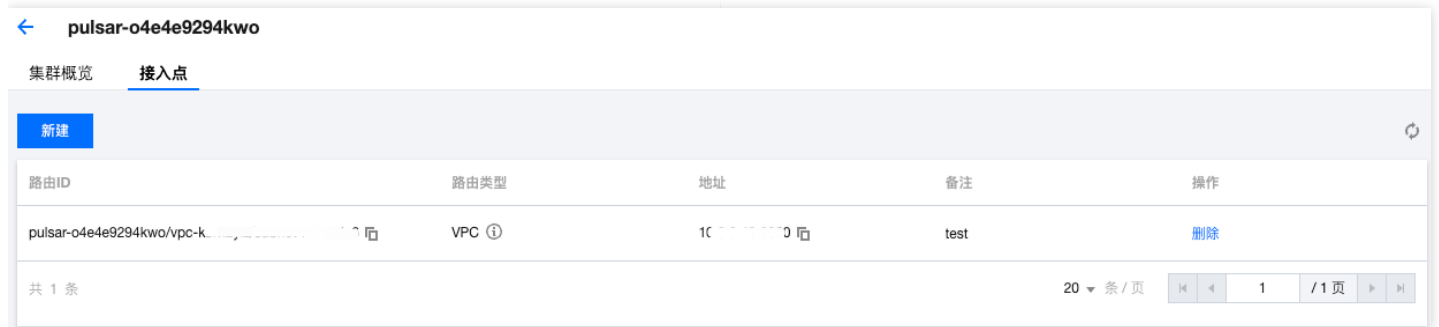 pulsar-o4e4e9294kwo
集群概览 接入点
新建
路由ID 路由类型 地址 备注 操作
pulsar-o4e4e9294kwo/vpc- VPC test 删除
共 1 条 20 条 / 页 1 / 1 页